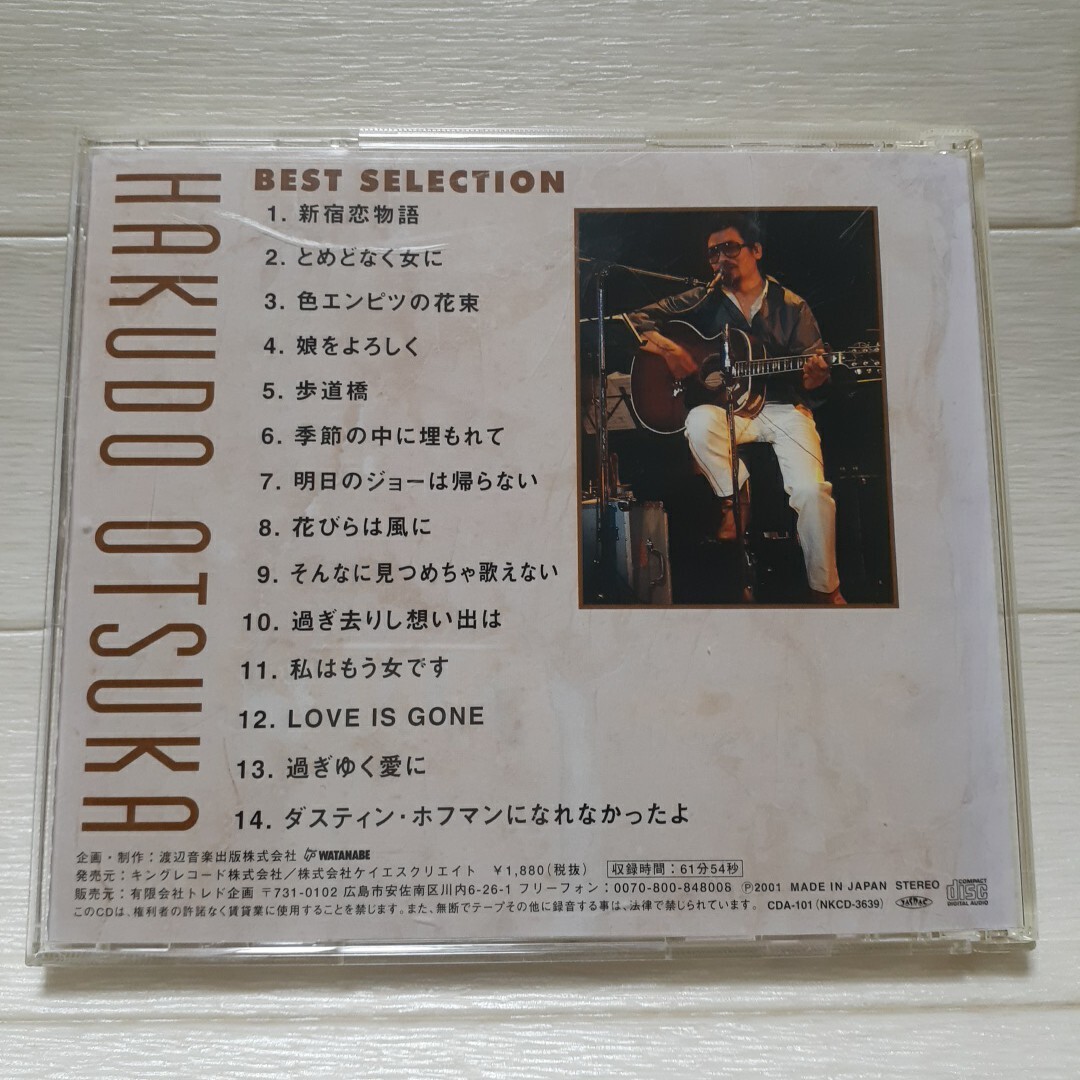 HAKUDO OTSUKA
BEST SELECTION
1. 新宿恋物語
2. とめどなく女に
3. 色エンピツの花束
4. 娘をよろしく
5. 歩道橋
6. 季節の中に埋もれて
7. 明日のジョーは帰らない
8. 花びらは風に
9. そんなに見つめちゃ歌えない
10. 過ぎ去りし想い出は
11. 私はもう女です
12. LOVE IS GONE
13. 過ぎゆく愛に
14. ダスティン・ホフマンになれなかったよ
企画・制作：渡辺音楽出版株式会社 WATANABE
発売元：キングレコード株式会社／株式会社ケイエスクリエイト ￥1,880(税抜) 収録時間：61分54秒
販売元：有限会社トレド企画 〒731-0102 広島市安佐南区川内6-26-1 フリーフォン：0070-800-848008 ℗2001 MADE IN JAPAN STEREO
このCDは、権利者の許諾なく賃貸業に使用することを禁じます。また、無断でテープその他に録音する事は、法律で禁じられています。 CDA-101(NKCD-3639)
JASRAC
COMPACT
disc
DIGITAL AUDIO